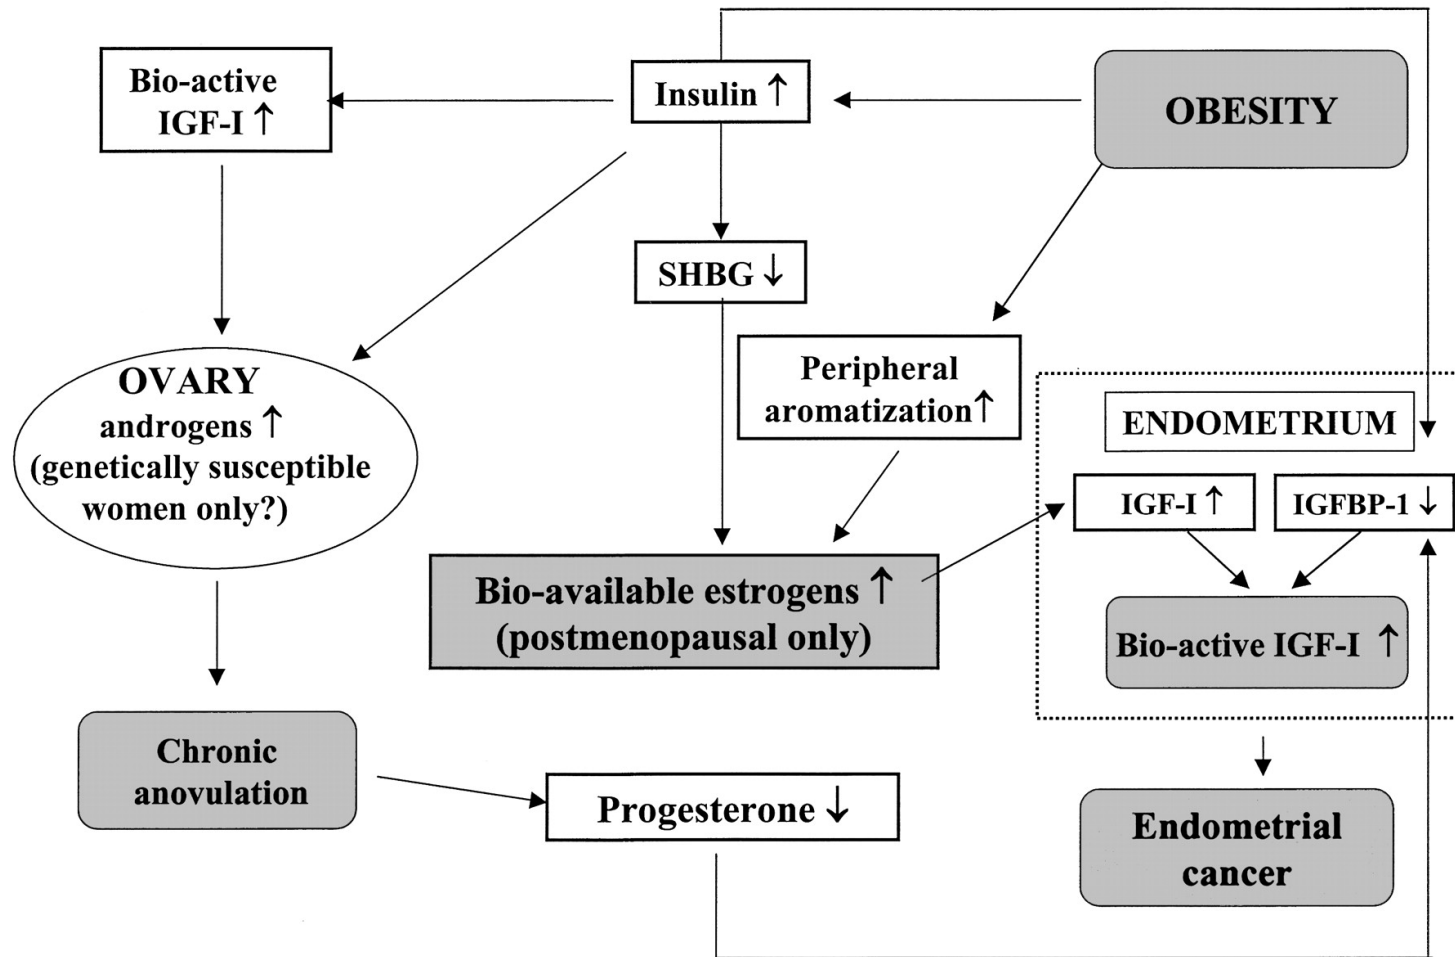 Bio-active
IGF-I ↑
Insulin ↑
OBESITY
SHBG ↓
Peripheral
aromatization↑
OVARY
androgens ↑
(genetically susceptible
women only?)
ENDOMETRIUM
IGF-I ↑
IGFBP-1 ↓
Bio-available estrogens ↑
(postmenopausal only)
Bio-active IGF-I ↑
Chronic
anovulation
Progesterone ↓
Endometrial
cancer